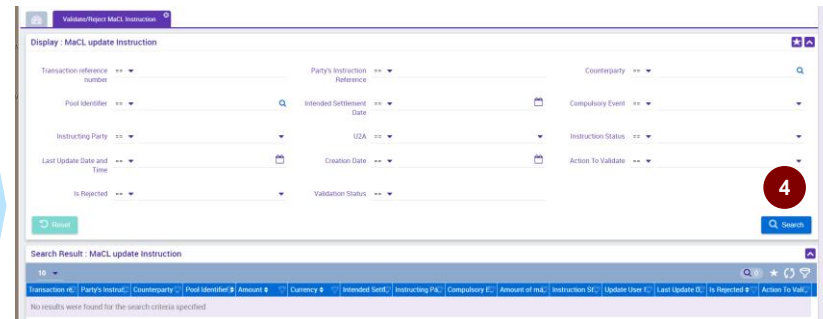 Validate/Reject MaCL Instruction
Display : MaCL update Instruction
Transaction reference number ==
Party's Instruction Reference ==
Counterparty ==
Pool Identifier ==
Intended Settlement Date ==
Compulsory Event ==
Instructing Party ==
U2A ==
Instruction Status ==
Last Update Date and Time ==
Creation Date ==
Action To Validate ==
Is Rejected ==
Validation Status ==
4
Reset
Search
Search Result : MaCL update Instruction
10
0
Transaction re Party's Instruc Counterparty Pool Identifier Amount Currency Intended Settl Instructing Pa Compulsory E Amount of ma Instruction St Update User I Last Update D Is Rejected Action To Vali
No results were found for the search criteria specified